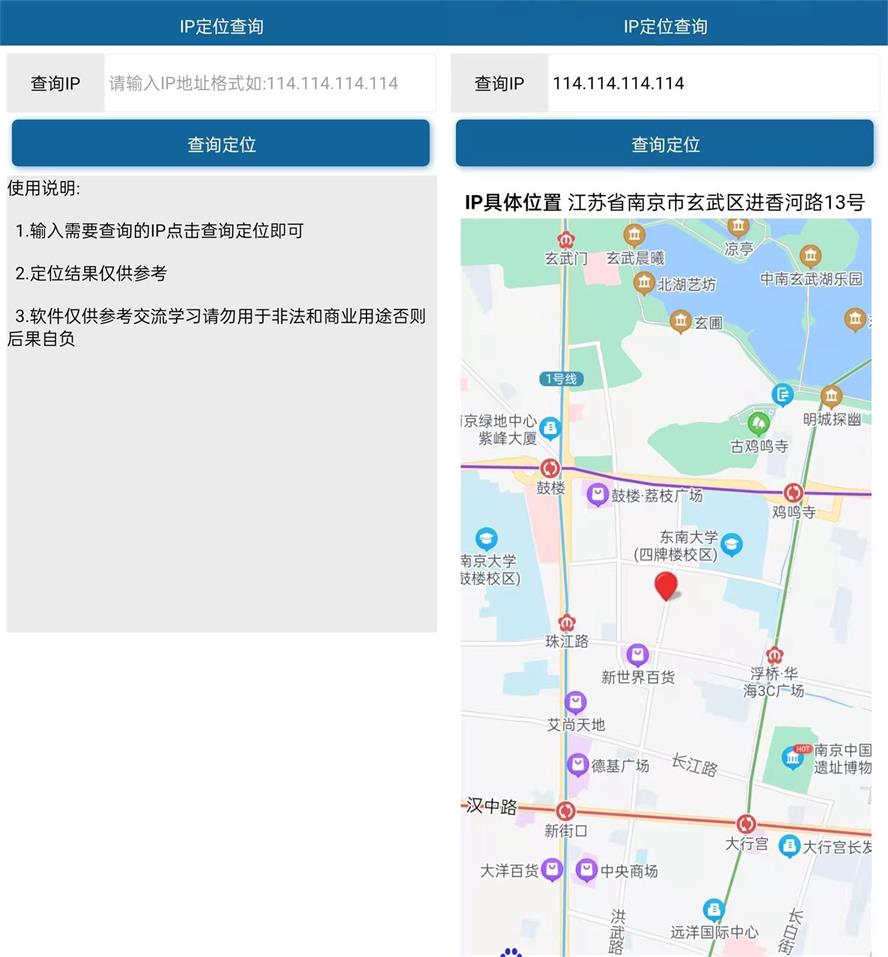 IP定位查询
查询IP
请输入IP地址格式如:114.114.114.114
查询定位
使用说明:
1.输入需要查询的IP点击查询定位即可
2.定位结果仅供参考
3.软件仅供参考交流学习请勿用于非法和商业用途否则
后果自负
IP定位查询
查询IP
114.114.114.114
查询定位
IP具体位置 江苏省南京市玄武区进香河路13号
玄武门
玄武晨曦
凉亭
北湖艺坊
中南玄武湖乐园
玄圃
1号线
京绿地中心
紫峰大厦
明城探幽
古鸡鸣寺
鼓楼
鼓楼·荔枝广场
鸡鸣寺
南京大学
鼓楼校区)
东南大学
(四牌楼校区)
珠江路
新世界百货
浮桥·华
海3C广场
艾尚天地
德基广场
长江路
HOT
南京中国
遗址博物
汉中路
新街口
大行宫
大行宫长发
大洋百货
中央商场
洪武路
远洋国际中心
长白街